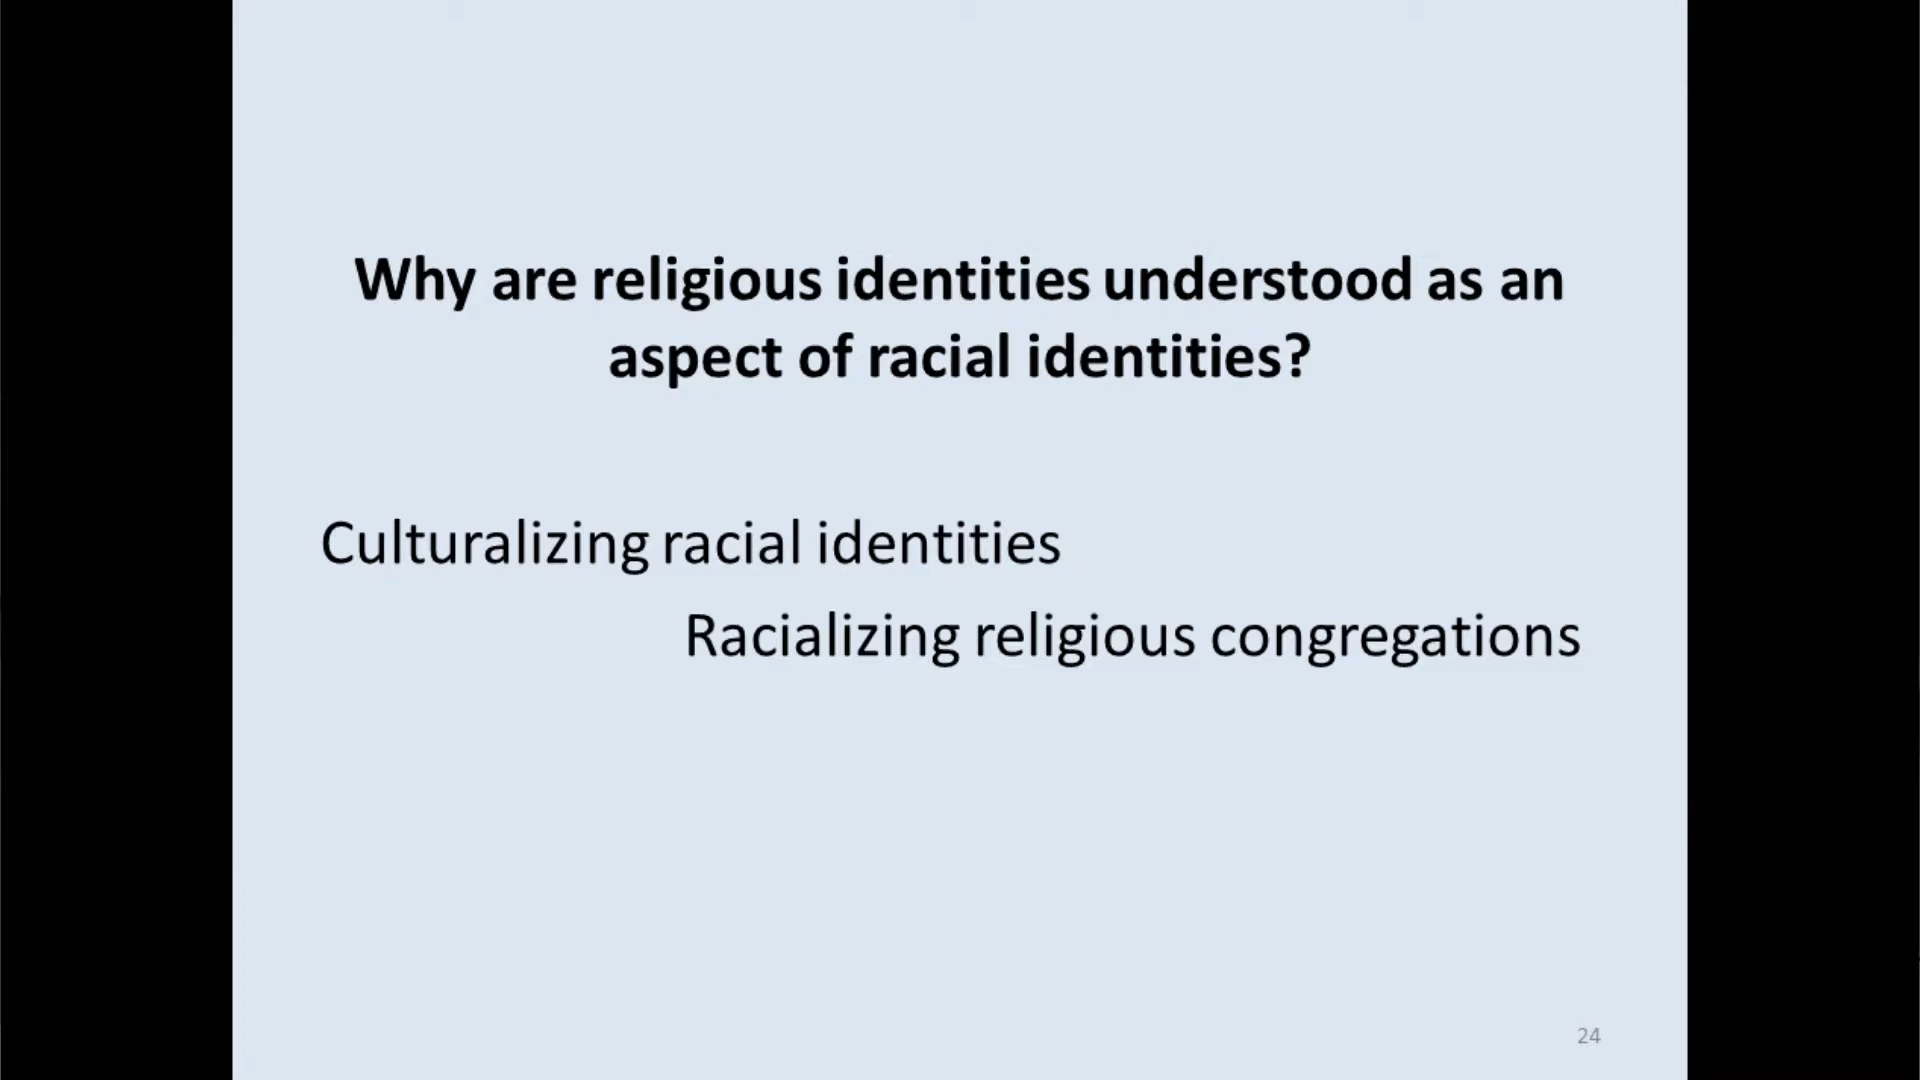 Why are religious identities understood as an
aspect of racial identities?
Culturalizing racial identities
Racializing religious congregations
24